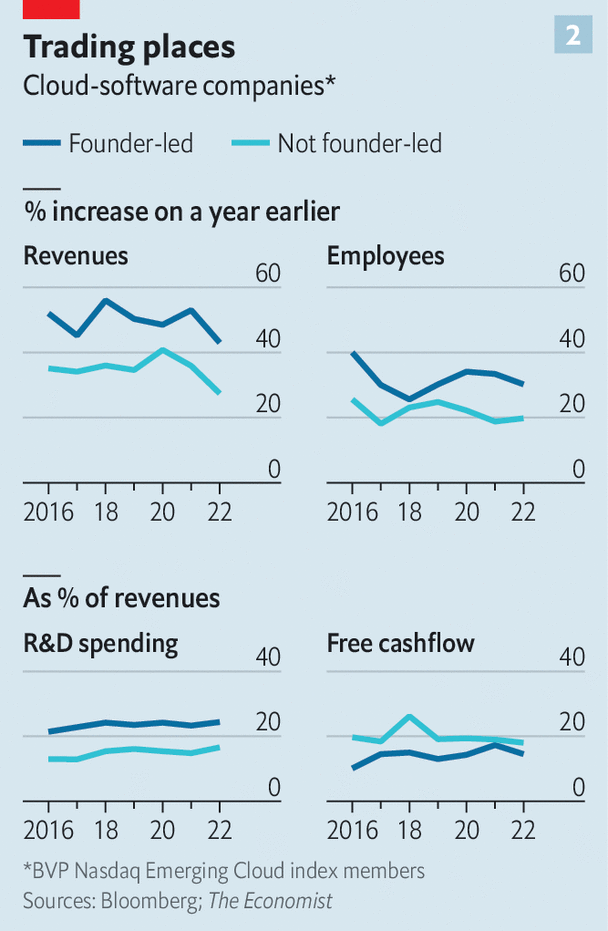 Trading places
2
Cloud-software companies*
Founder-led
Not founder-led
% increase on a year earlier
Revenues
60
40
20
0
2016 18 20 22
Employees
60
40
20
0
2016 18 20 22
As % of revenues
R&D spending
40
20
0
2016 18 20 22
Free cashflow
40
20
0
2016 18 20 22
*BVP Nasdaq Emerging Cloud index members
Sources: Bloomberg; The Economist